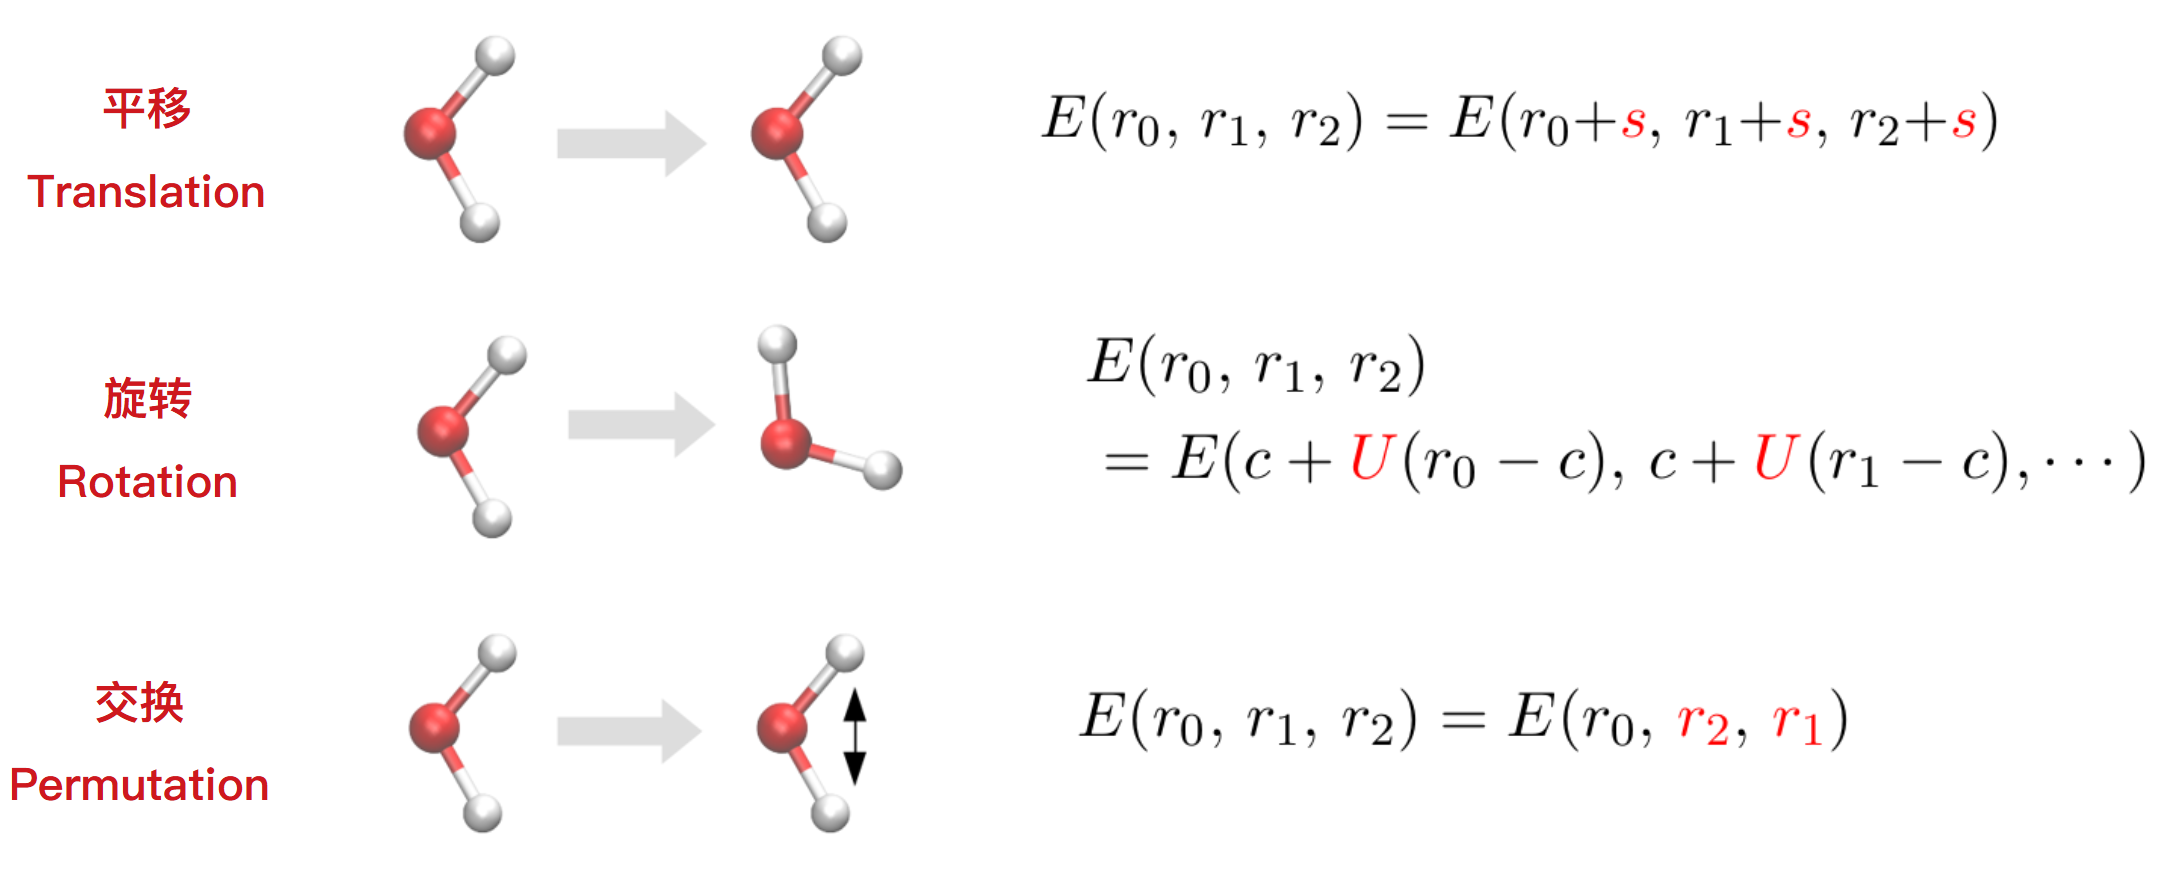 平移
Translation
E(r₀, r₁, r₂) = E(r₀+s, r₁+s, r₂+s)
旋转
Rotation
E(r₀, r₁, r₂)
= E(c + U(r₀ − c), c + U(r₁ − c), ⋯ )
交换
Permutation
E(r₀, r₁, r₂) = E(r₀, r₂, r₁)